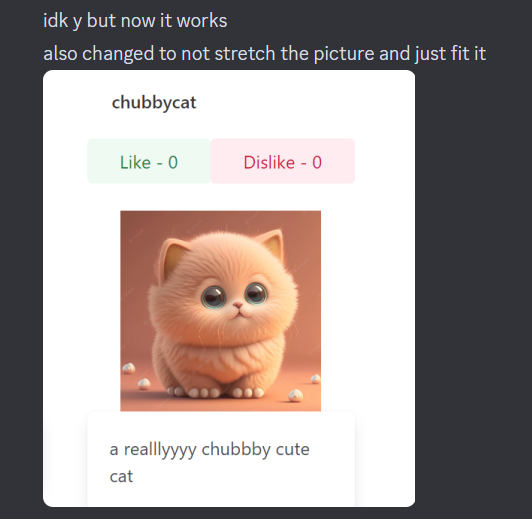 idk y but now it works
also changed to not stretch the picture and just fit it
chubbycat
Like - 0
Dislike - 0
a realllyyyy chubbby cute
cat